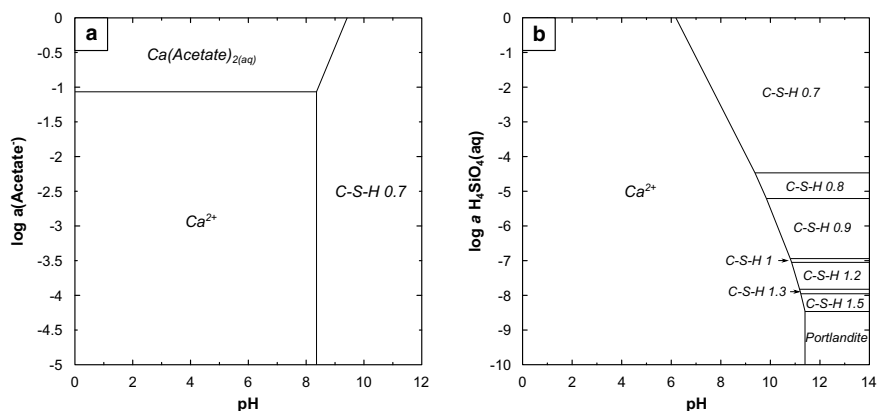 a
Ca(Acetate)2(aq)
Ca2+
C-S-H 0.7
log a(Acetate-)
0
-0.5
-1
-1.5
-2
-2.5
-3
-3.5
-4
-4.5
-5
0 2 4 6 8 10 12
pH
b
C-S-H 0.7
C-S-H 0.8
Ca2+
C-S-H 0.9
C-S-H 1
C-S-H 1.2
C-S-H 1.3
C-S-H 1.5
Portlandite
log a H4SiO4(aq)
0
-1
-2
-3
-4
-5
-6
-7
-8
-9
-10
0 2 4 6 8 10 12 14
pH